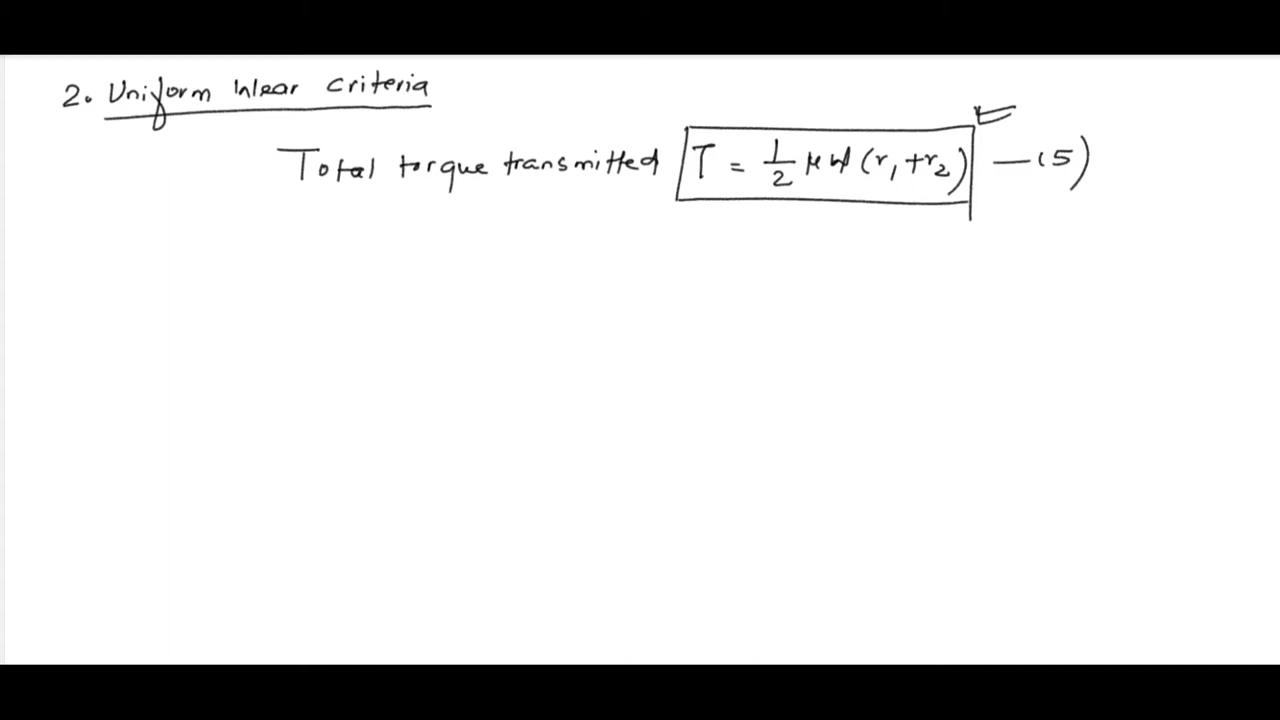 2. Uniform Wear Criteria
Total torque transmitted T = 1/2 μW (r₁ + r₂) — (5)